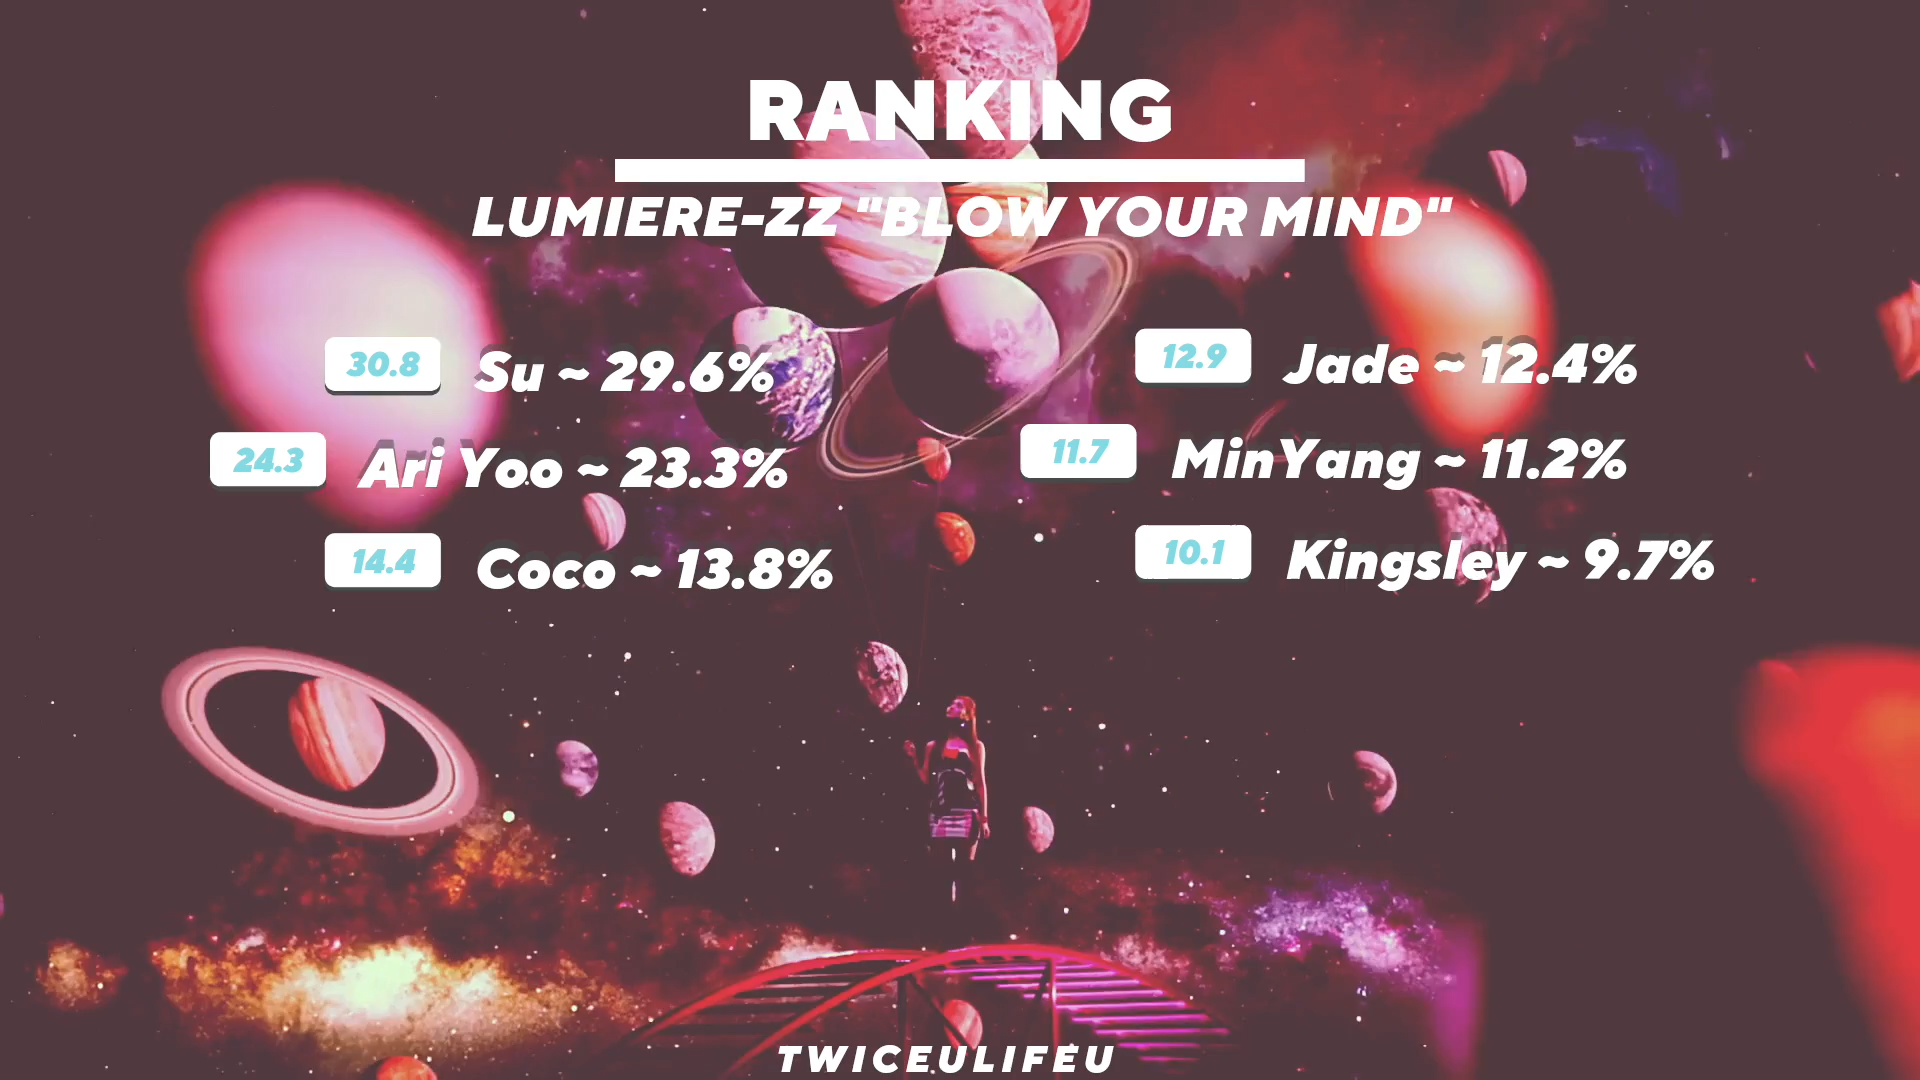 RANKING
LUMIERE-ZZ "BLOW YOUR MIND"
30.8 Su ~ 29.6%
24.3 Ari Yoo ~ 23.3%
14.4 Coco ~ 13.8%
12.9 Jade ~ 12.4%
11.7 MinYang ~ 11.2%
10.1 Kingsley ~ 9.7%
TWICEULIFEU